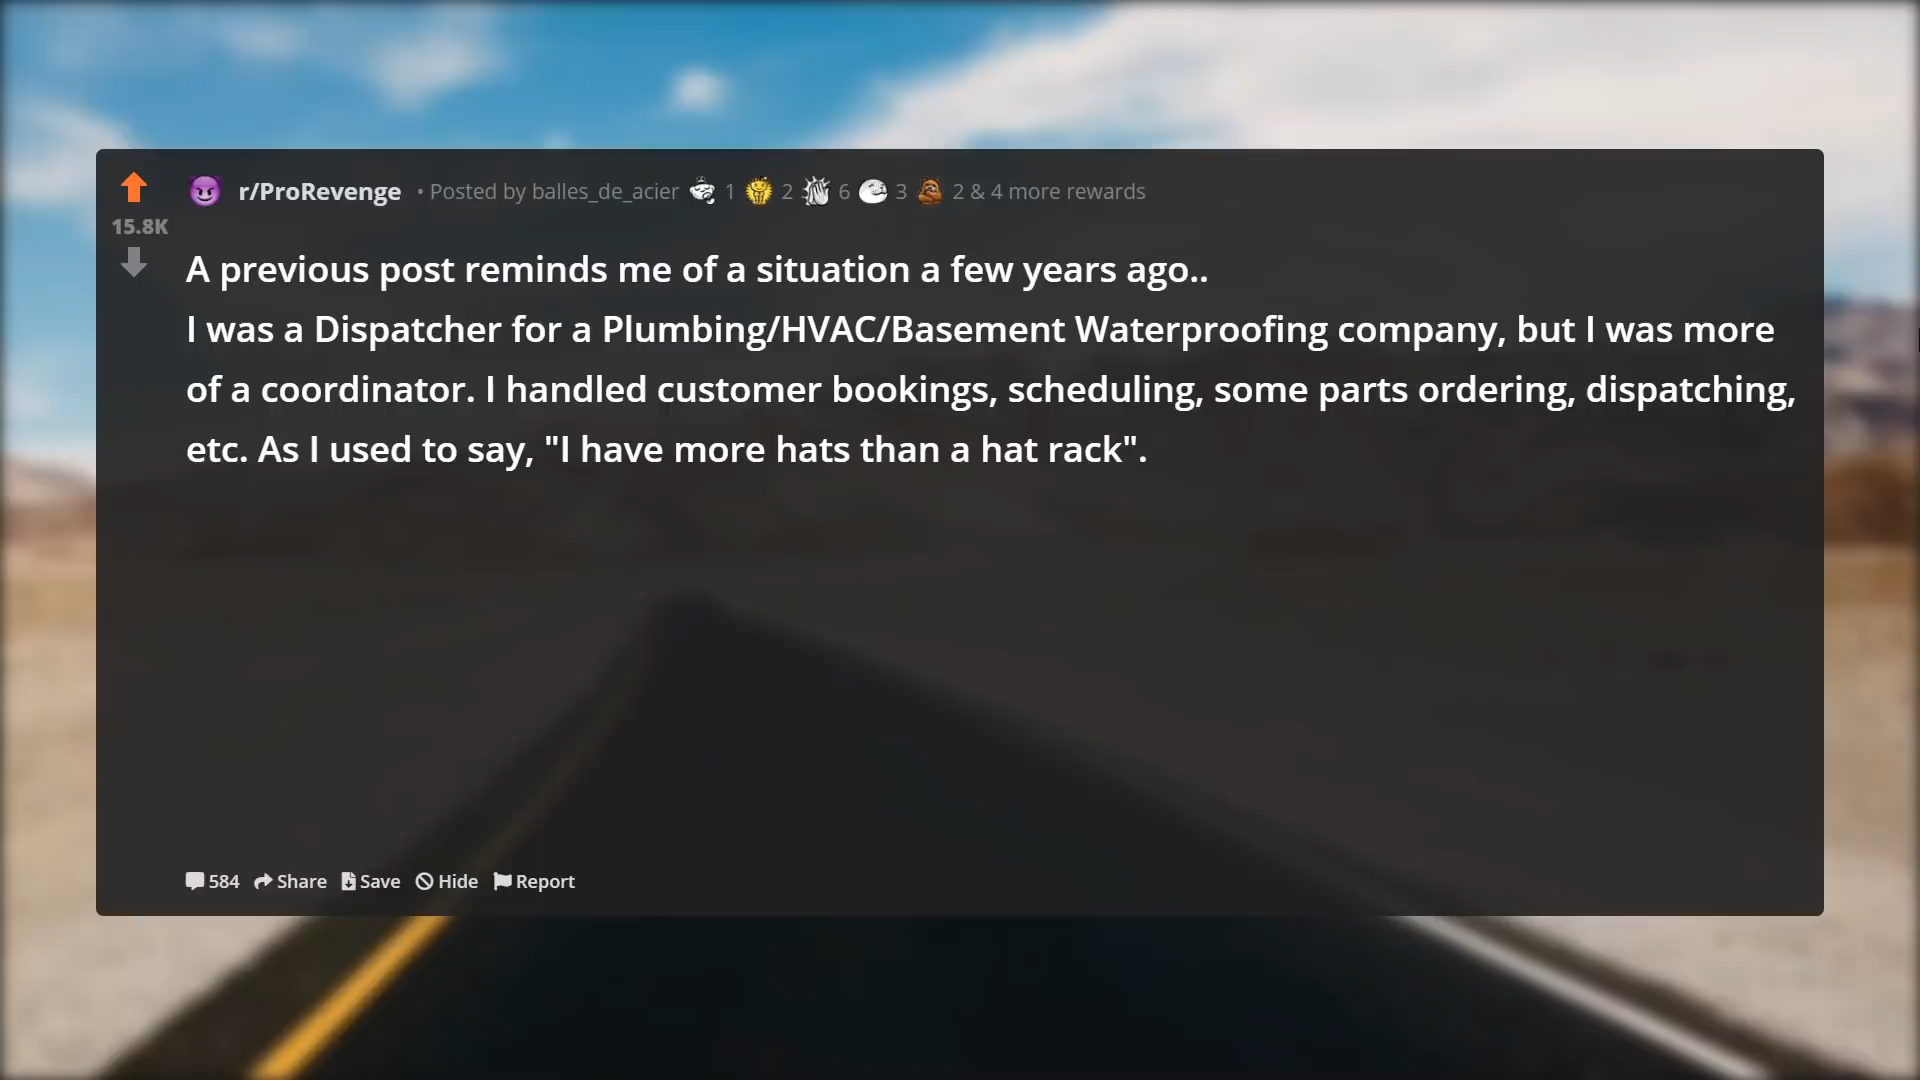 r/ProRevenge • Posted by balles_de_acier 1 2 6 3 2 & 4 more rewards
15.8K
A previous post reminds me of a situation a few years ago..
I was a Dispatcher for a Plumbing/HVAC/Basement Waterproofing company, but I was more
of a coordinator. I handled customer bookings, scheduling, some parts ordering, dispatching,
etc. As I used to say, "I have more hats than a hat rack".
584 Share Save Hide Report